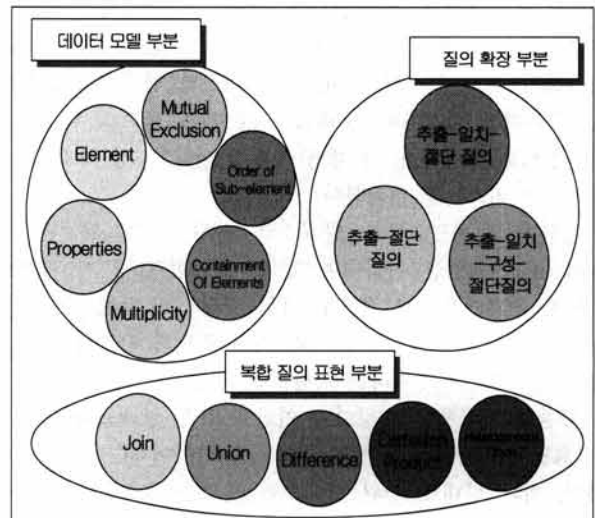 데이터 모델 부분
Mutual
Exclusion
Element
Order of
Sub-element
Properties
Containment
Of Elements
Multiplicity
질의 확장 부분
추출-일치-
절단 질의
추출-절단
질의
추출-일치
-구성-
절단질의
복합 질의 표현 부분
Join
Union
Difference
Cartesian
Product